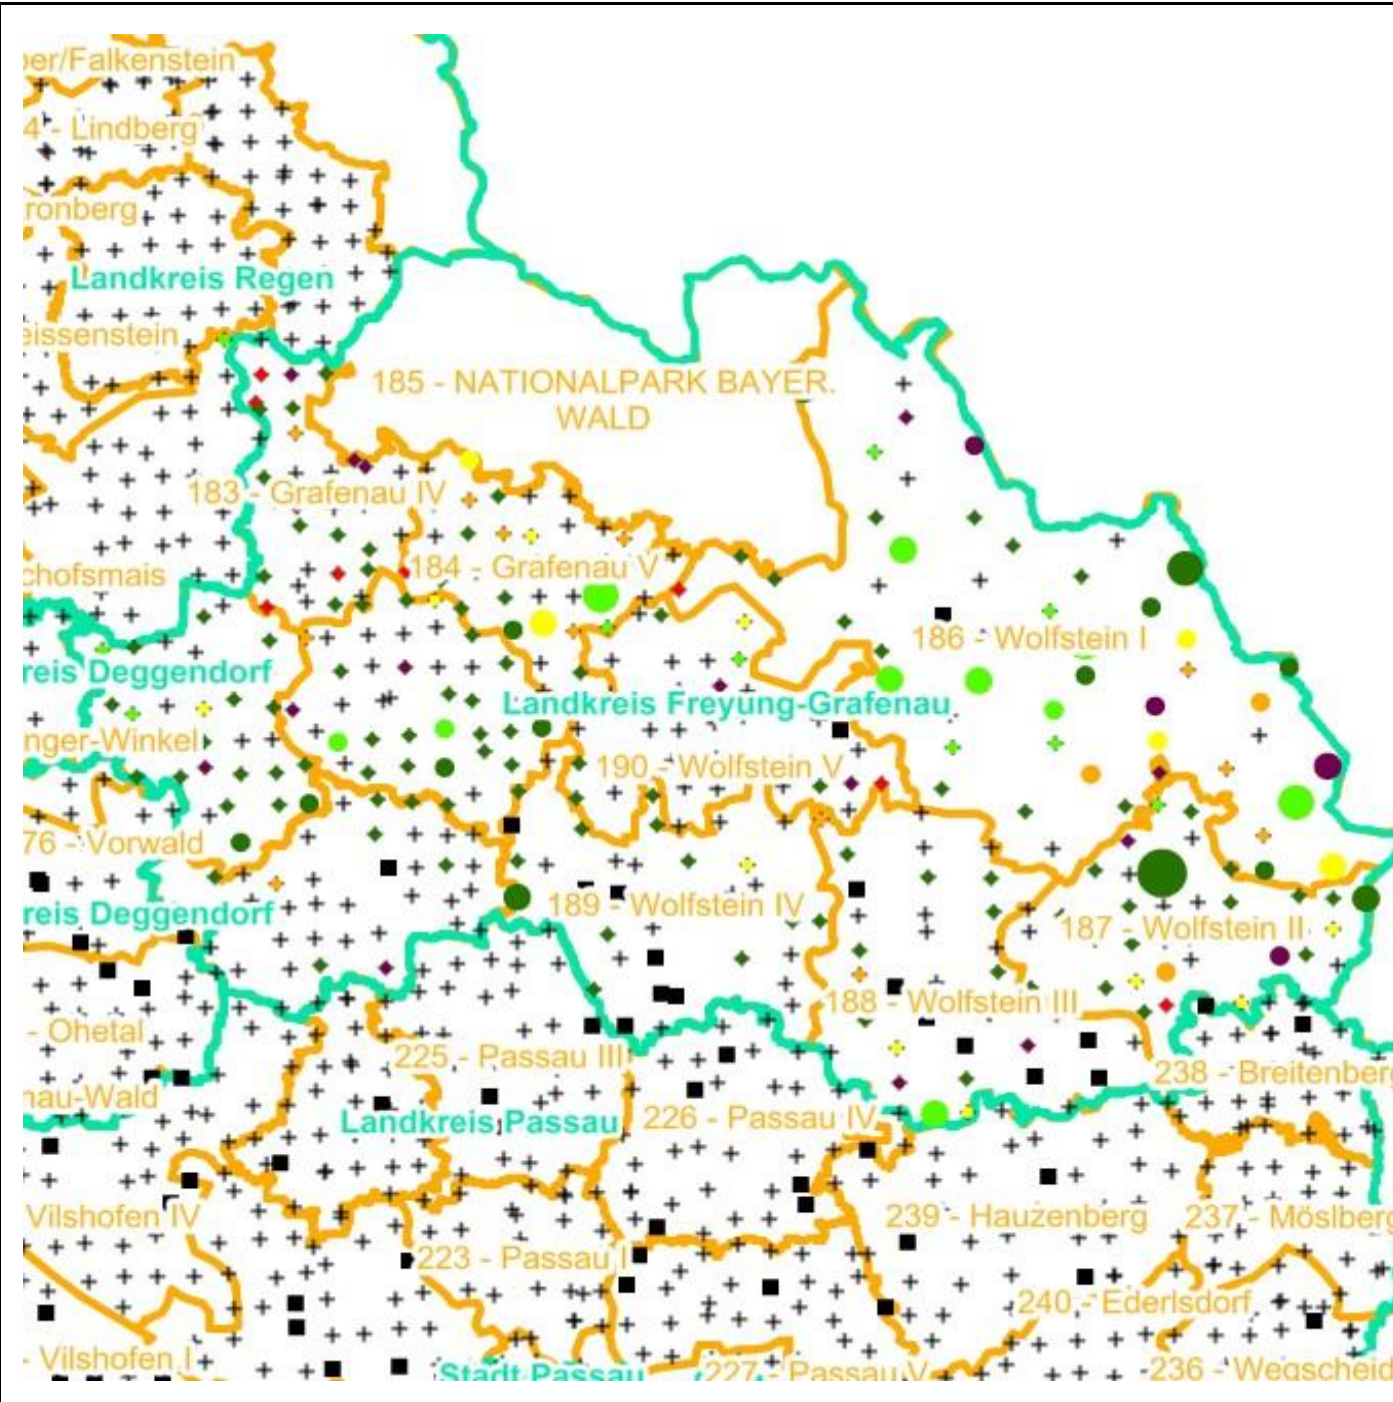 ber/Falkenstein
4 - Lindberg
ronberg
Landkreis Regen
eissenstein
185 - NATIONALPARK BAYER.
WALD
183 - Grafenau IV
chofsmais
184 - Grafenau V
186 - Wolfstein I
reis Deggendorf
Landkreis Freyung-Grafenau
nger-Winkel
190 - Wolfstein V
76 - Vorwald
reis Deggendorf
189 - Wolfstein IV
187 - Wolfstein II
188 - Wolfstein III
- Ohetal
225 - Passau III
238 - Breitenberg
nau-Wald
Landkreis Passau
226 - Passau IV
Vilshofen IV
239 - Hauzenberg
237 - Möslberg
223 - Passau I
240 - Ederlsdorf
- Vilshofen I
Stadt Passau
227 - Passau V
236 - Wegscheid